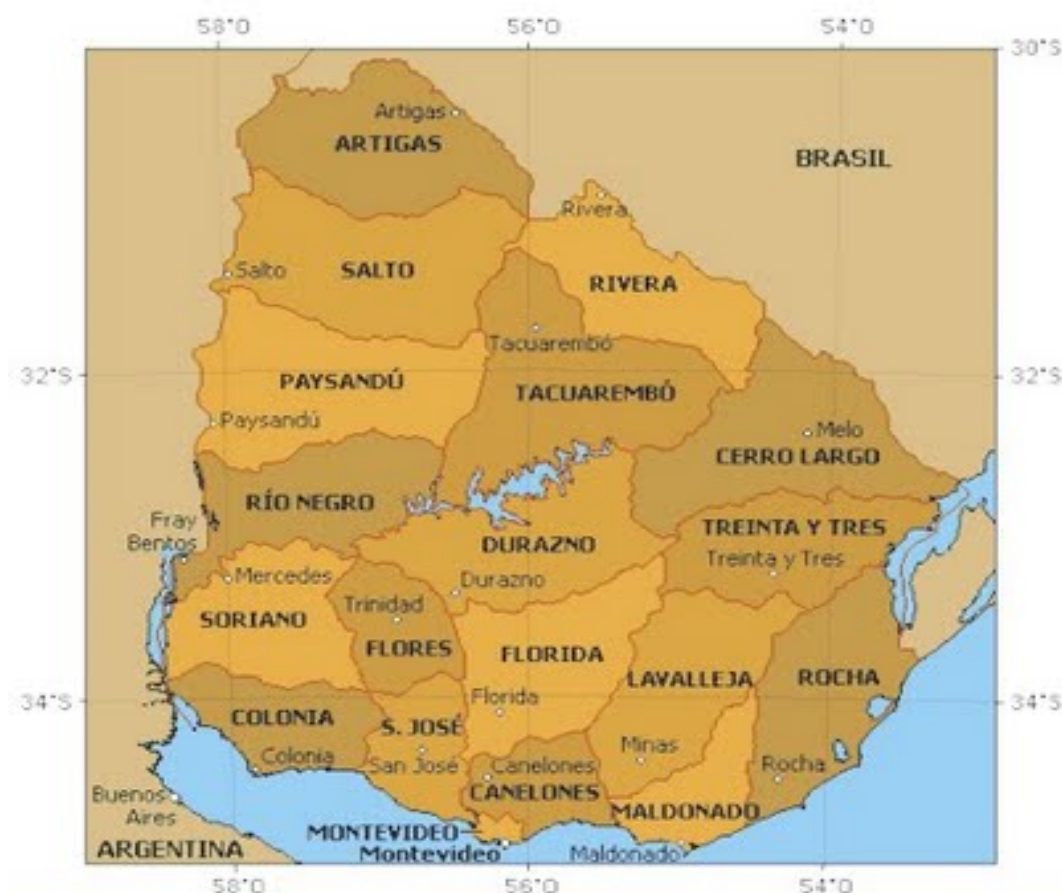 58°O 56°O 54°O
30°S
Artigas
ARTIGAS
BRASIL
Rivera
Salto
SALTO
RIVERA
Tacuarembó
32°S
PAYSANDÚ
TACUAREMBÓ
32°S
Paysandú
Melo
CERRO LARGO
RÍO NEGRO
Fray
Bentos
TREINTA Y TRES
DURAZNO
Treinta y Tres
Mercedes
Durazno
Trinidad
SORIANO
FLORES
FLORIDA
LAVALLEJA
ROCHA
34°S
Florida
34°S
COLONIA
S. JOSÉ
Minas
Colonia
San José
Canelones
Rocha
CANELONES
Buenos
Aires
MALDONADO
MONTEVIDEO
Montevideo
Maldonado
ARGENTINA
58°O 56°O 54°O